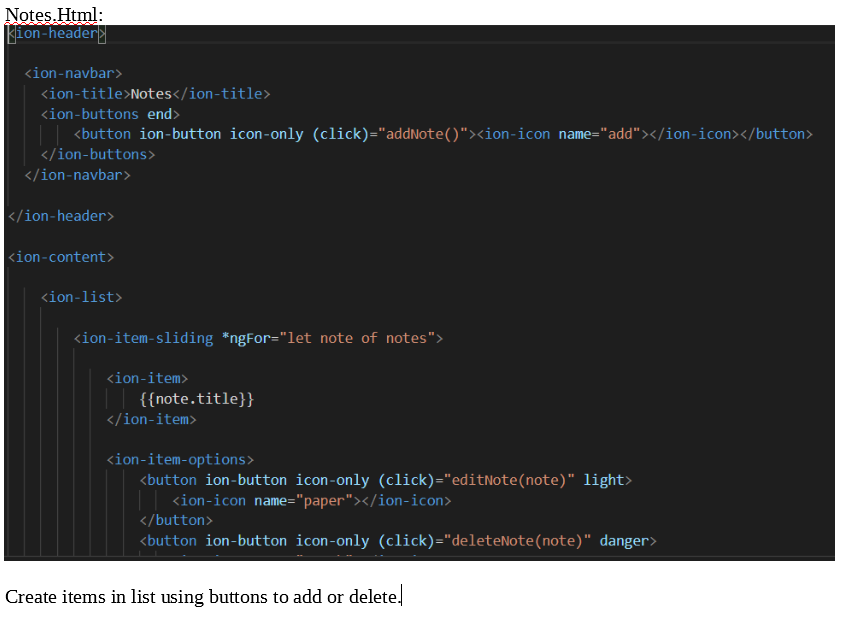 Notes.Html:
<ion-header>
<ion-navbar>
<ion-title>Notes</ion-title>
<ion-buttons end>
<button ion-button icon-only (click)="addNote()"><ion-icon name="add"></ion-icon></button>
</ion-buttons>
</ion-navbar>
</ion-header>
<ion-content>
<ion-list>
<ion-item-sliding *ngFor="let note of notes">
<ion-item>
{{note.title}}
</ion-item>
<ion-item-options>
<button ion-button icon-only (click)="editNote(note)" light>
<ion-icon name="paper"></ion-icon>
</button>
<button ion-button icon-only (click)="deleteNote(note)" danger>
Create items in list using buttons to add or delete.